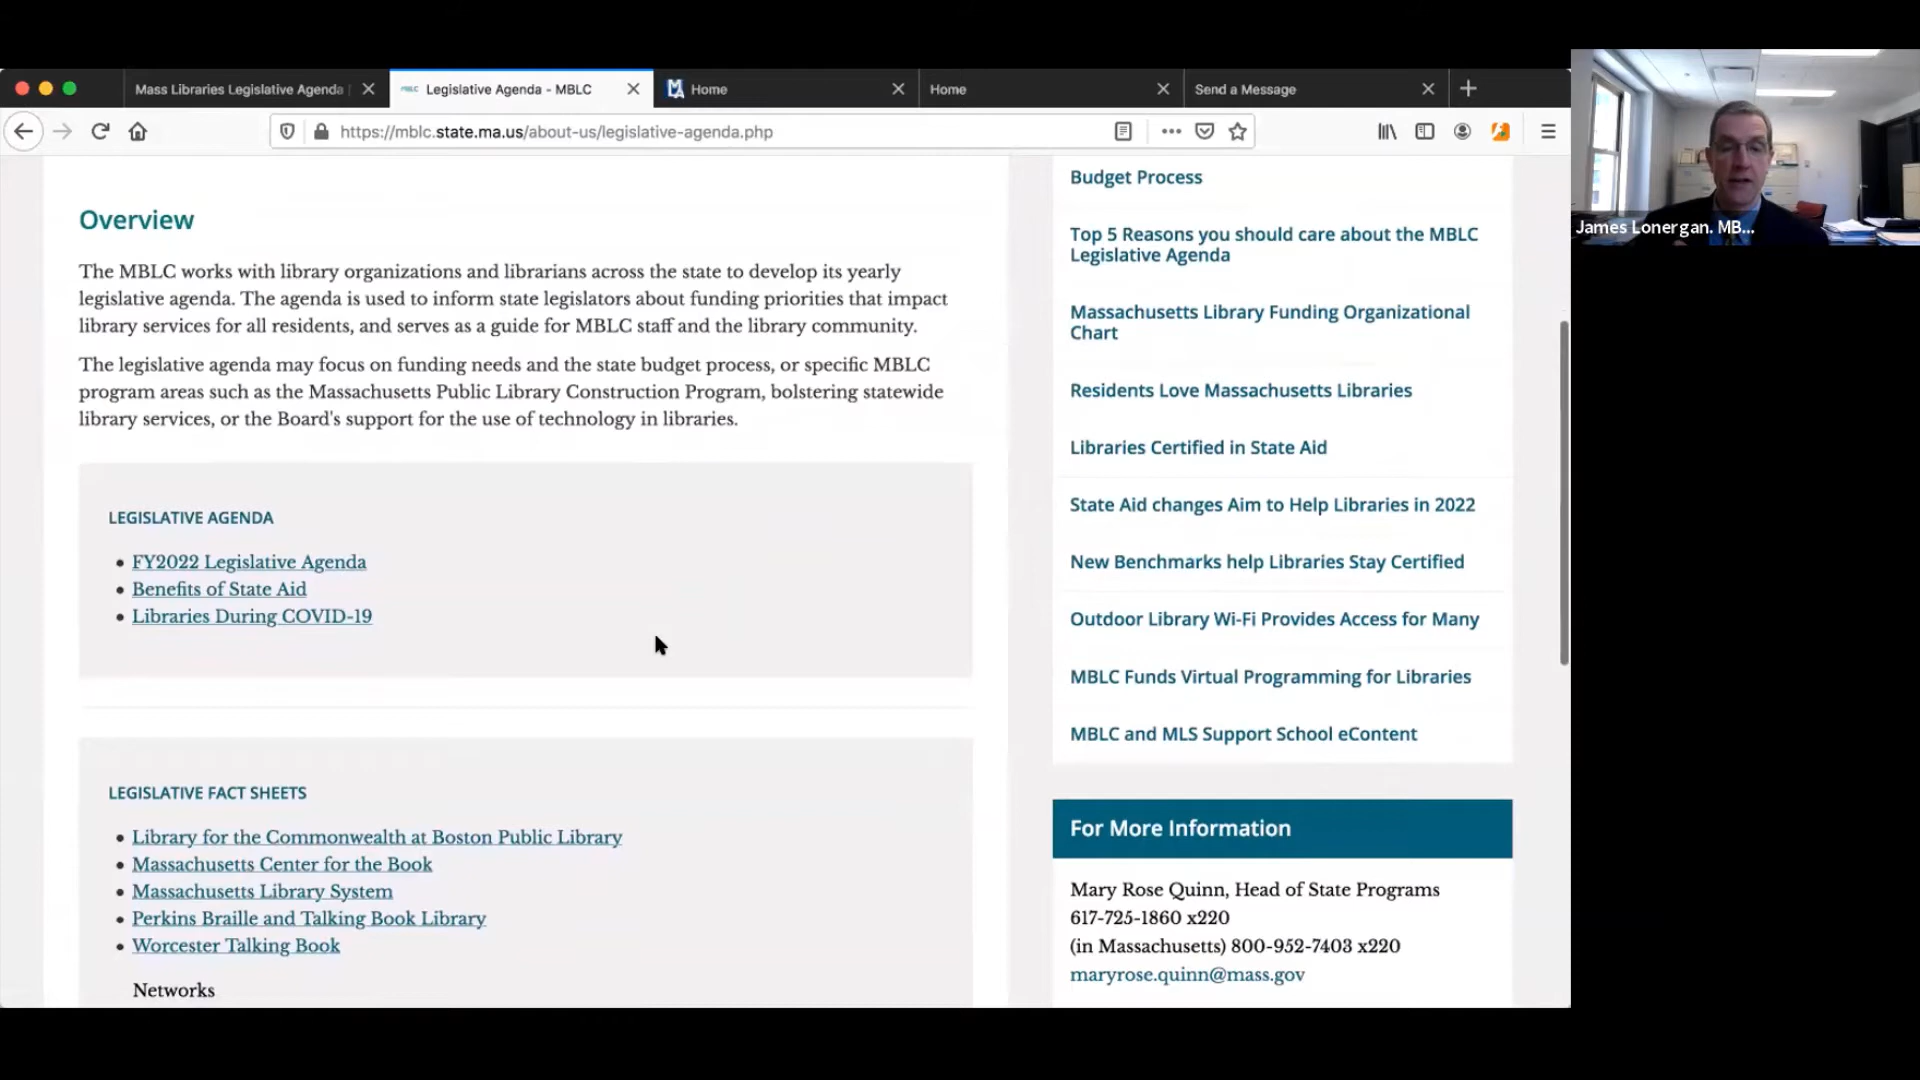 Mass Libraries Legislative Agenda
MBLC Legislative Agenda - MBLC
Home
Home
Send a Message
https://mblc.state.ma.us/about-us/legislative-agenda.php
James Lonergan. MB...
Overview
The MBLC works with library organizations and librarians across the state to develop its yearly
legislative agenda. The agenda is used to inform state legislators about funding priorities that impact
library services for all residents, and serves as a guide for MBLC staff and the library community.
The legislative agenda may focus on funding needs and the state budget process, or specific MBLC
program areas such as the Massachusetts Public Library Construction Program, bolstering statewide
library services, or the Board's support for the use of technology in libraries.
LEGISLATIVE AGENDA
• FY2022 Legislative Agenda
• Benefits of State Aid
• Libraries During COVID-19
LEGISLATIVE FACT SHEETS
• Library for the Commonwealth at Boston Public Library
• Massachusetts Center for the Book
• Massachusetts Library System
• Perkins Braille and Talking Book Library
• Worcester Talking Book
Networks
Budget Process
Top 5 Reasons you should care about the MBLC
Legislative Agenda
Massachusetts Library Funding Organizational
Chart
Residents Love Massachusetts Libraries
Libraries Certified in State Aid
State Aid changes Aim to Help Libraries in 2022
New Benchmarks help Libraries Stay Certified
Outdoor Library Wi-Fi Provides Access for Many
MBLC Funds Virtual Programming for Libraries
MBLC and MLS Support School eContent
For More Information
Mary Rose Quinn, Head of State Programs
617-725-1860 x220
(in Massachusetts) 800-952-7403 x220
maryrose.quinn@mass.gov